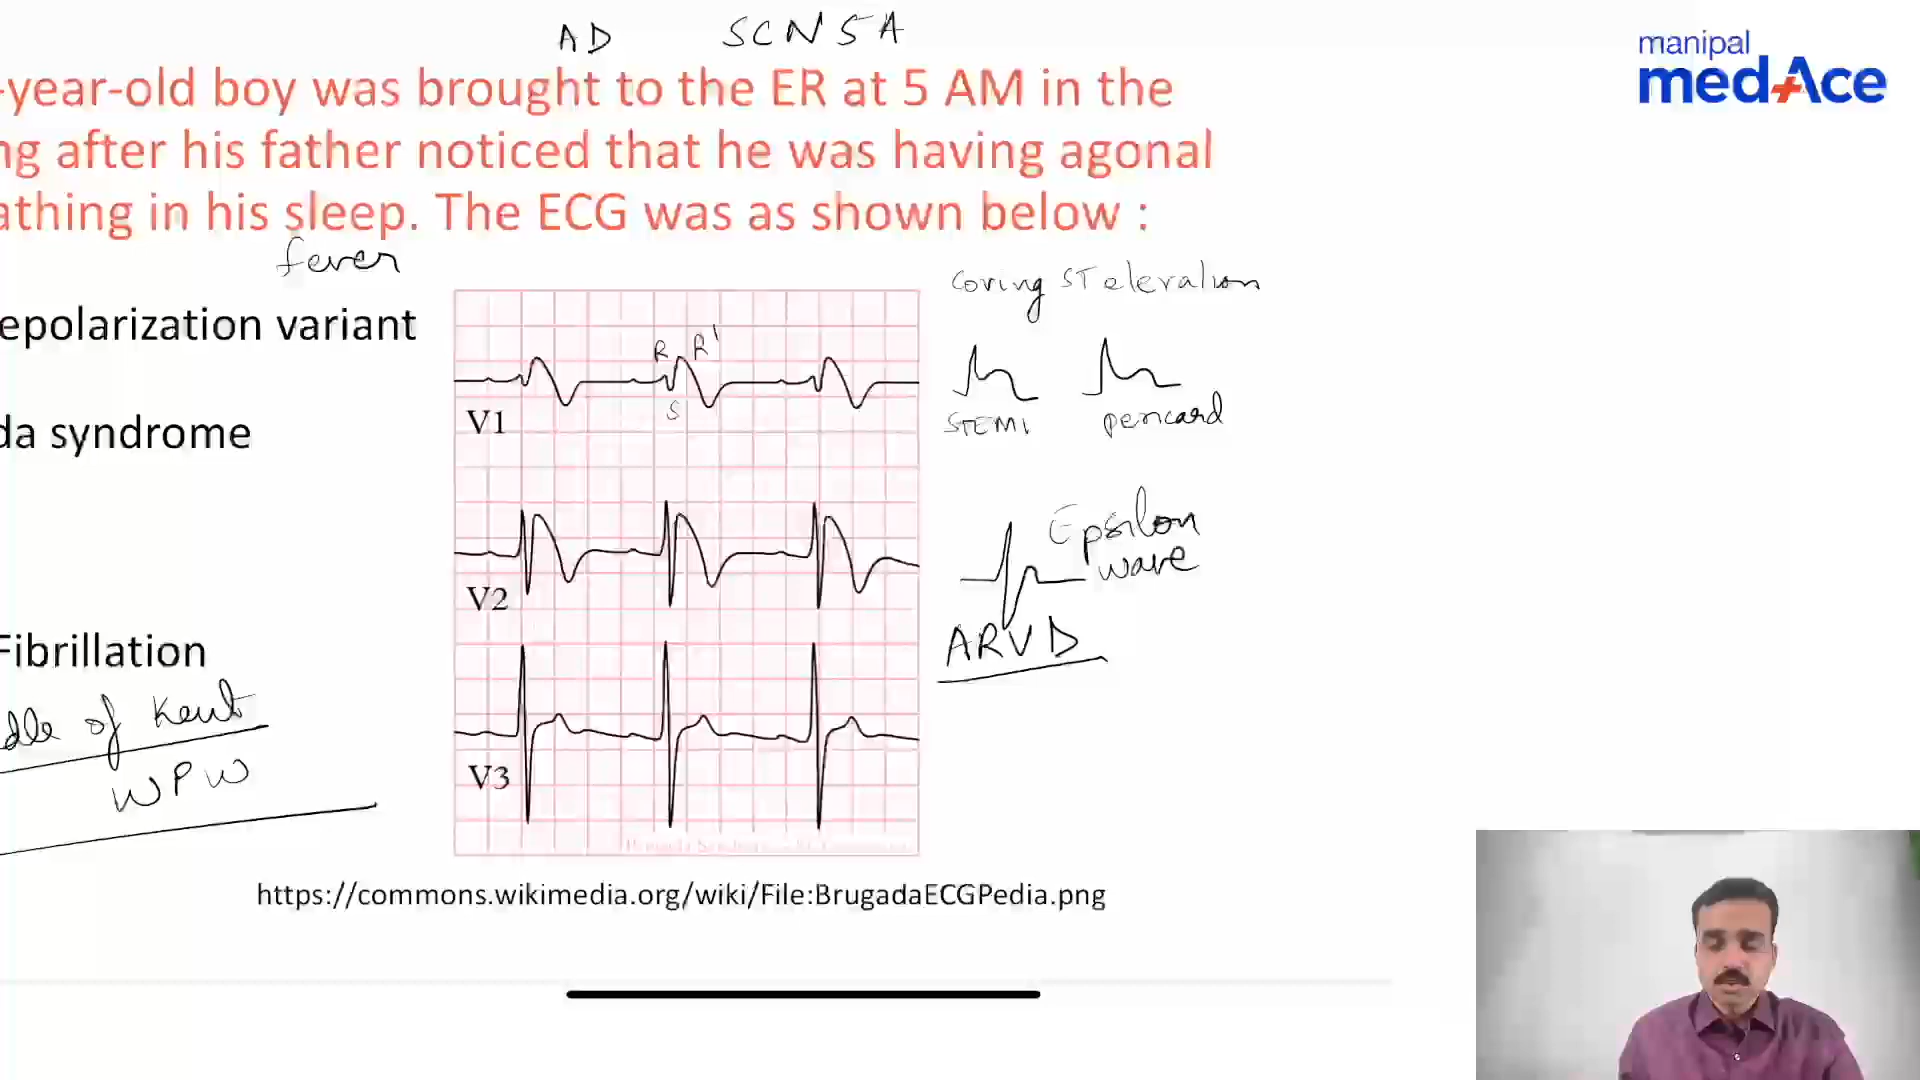 AD SCN5A
manipal
medAce
-year-old boy was brought to the ER at 5 AM in the
ng after his father noticed that he was having agonal
athing in his sleep. The ECG was as shown below :
fever
Coving ST elevation
epolarization variant
R R'
S
V1
STEMI pericard
da syndrome
Epsilon
wave
V2
ARVD
Fibrillation
dle of Kent
WPW
V3
https://commons.wikimedia.org/wiki/File:BrugadaECGPedia.png